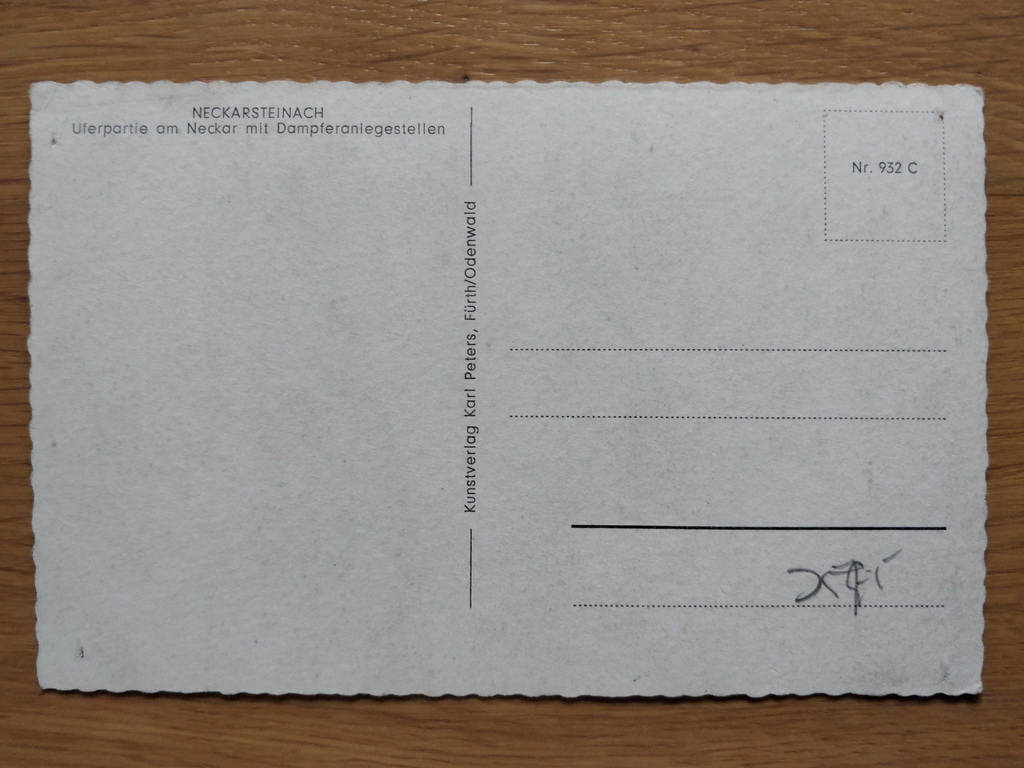 NECKARSTEINACH
Uferpartie am Neckar mit Dampferanlegestellen
Kunstverlag Karl Peters, Fürth/Odenwald
Nr. 932 C